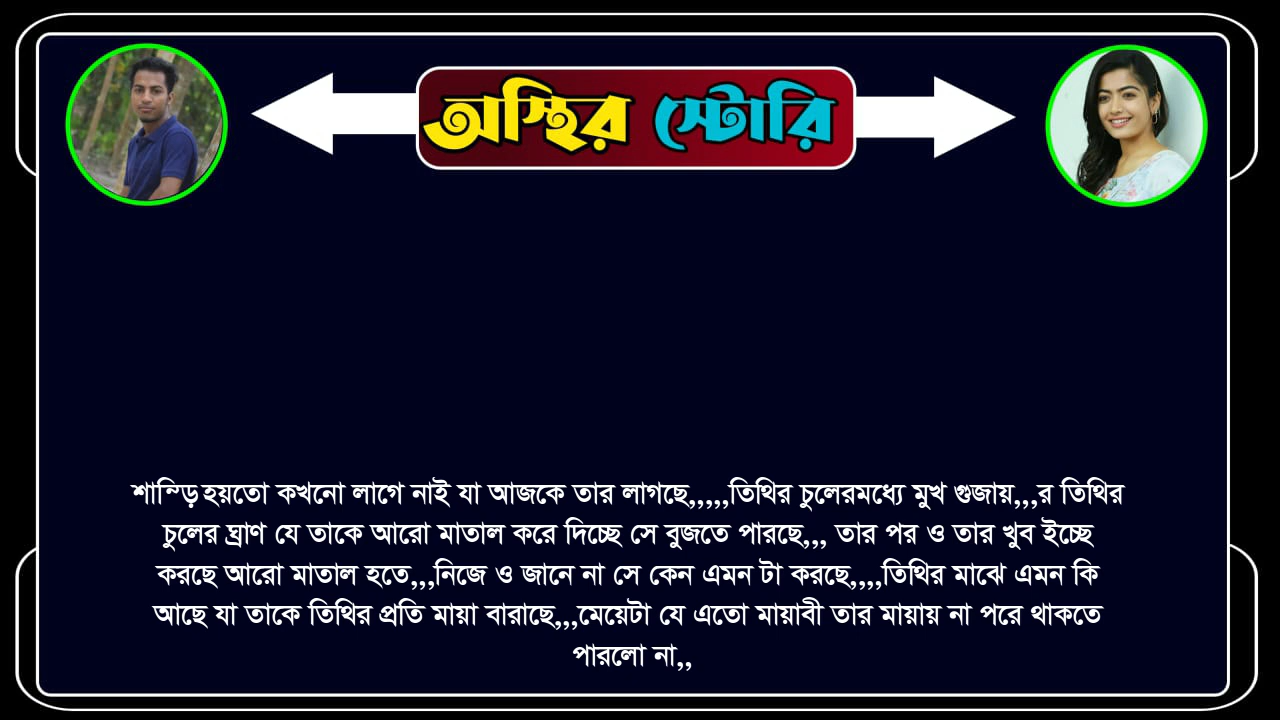 অস্থির স্টোরি
শান্ড়ি হয়তো কখনো লাগে নাই যা আজকে তার লাগছে,,,,,তিথির চুলেরমধ্যে মুখ গুজায়,,,র তিথির
চুলের ঘ্রাণ যে তাকে আরো মাতাল করে দিচ্ছে সে বুজতে পারছে,,, তার পর ও তার খুব ইচ্ছে
করছে আরো মাতাল হতে,,,নিজে ও জানে না সে কেন এমন টা করছে,,,,তিথির মাঝে এমন কি
আছে যা তাকে তিথির প্রতি মায়া বারাছে,,,মেয়েটা যে এতো মায়াবী তার মায়ায় না পরে থাকতে
পারলো না,,